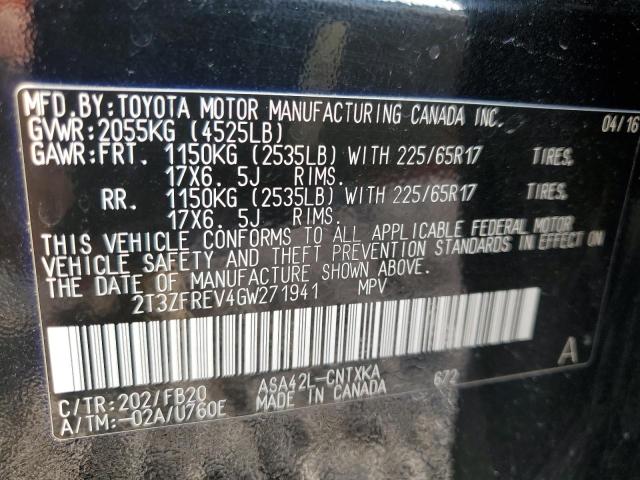 MFD.BY:TOYOTA MOTOR MANUFACTURING CANADA INC. 04/16
GVWR:2055KG (4525LB)
GAWR:FRT. 1150KG (2535LB) WITH 225/65R17 TIRES.
17X6.5J RIMS.
RR. 1150KG (2535LB) WITH 225/65R17 TIRES.
17X6.5J RIMS.
THIS VEHICLE CONFORMS TO ALL APPLICABLE FEDERAL MOTOR
VEHICLE SAFETY AND THEFT PREVENTION STANDARDS IN EFFECT ON
THE DATE OF MANUFACTURE SHOWN ABOVE.
2T3ZFREV4GW271941 MPV
A
C/TR:202/FB20 ASA42L-CNTXKA 672
A/TM:-02A/U760E MADE IN CANADA